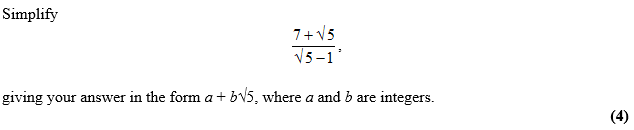 Simplify
7+√5
√5−1 ,
giving your answer in the form a + b√5, where a and b are integers.
(4)